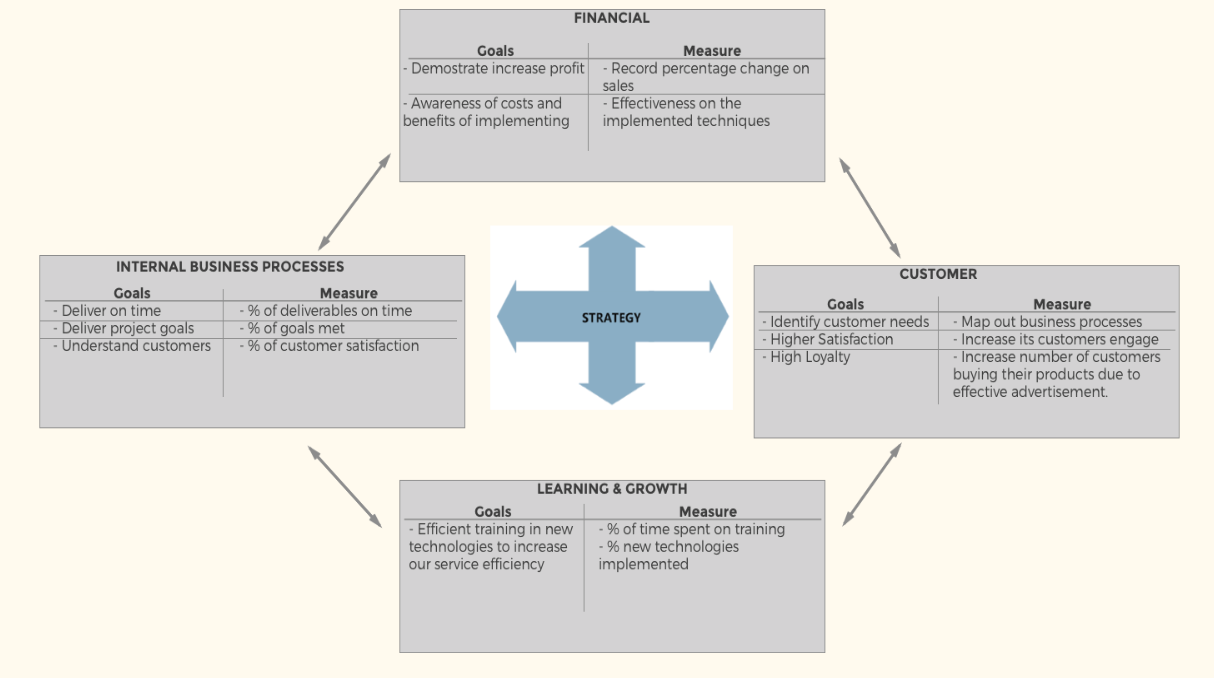 FINANCIAL
Goals
Measure
- Demostrate increase profit
- Record percentage change on
sales
- Awareness of costs and
benefits of implementing
- Effectiveness on the
implemented techniques
INTERNAL BUSINESS PROCESSES
Goals
Measure
- Deliver on time
- % of deliverables on time
- Deliver project goals
- % of goals met
- Understand customers
- % of customer satisfaction
STRATEGY
CUSTOMER
Goals
Measure
- Identify customer needs
- Map out business processes
- Higher Satisfaction
- Increase its customers engage
- High Loyalty
- Increase number of customers
buying their products due to
effective advertisement.
LEARNING & GROWTH
Goals
Measure
- Efficient training in new
technologies to increase
our service efficiency
- % of time spent on training
- % new technologies
implemented